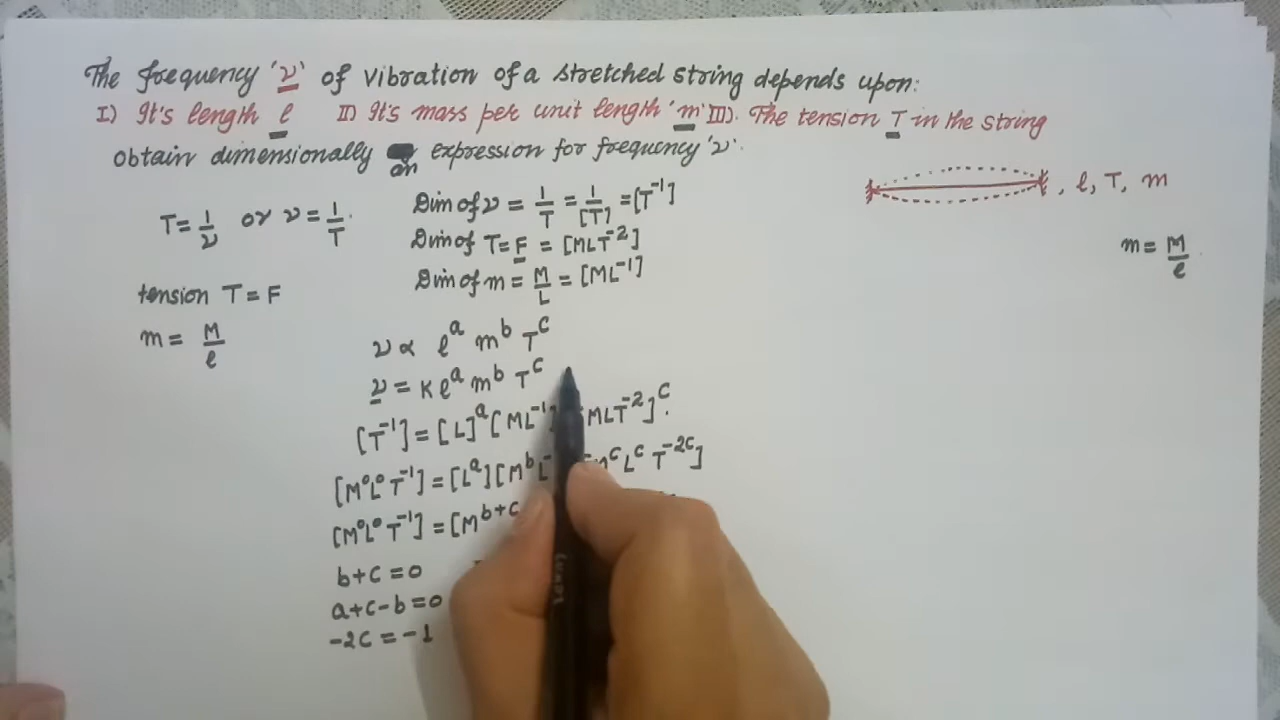 The frequency 'ν' of vibration of a stretched string depends upon:
I) It's length l II) It's mass per unit length 'm' III). The tension T in the string
obtain dimensionally an expression for frequency 'ν'.
, l, T, m
m = M/l
T = 1/ν or ν = 1/T.
tension T = F
m = M/l
Dim of ν = 1/T = 1/[T] = [T⁻¹]
Dim of T = F = [MLT⁻²]
Dim of m = M/L = [ML⁻¹]
ν ∝ lᵃ mᵇ Tᶜ
ν = K lᵃ mᵇ Tᶜ
[T⁻¹] = [L]ᵃ [ML⁻¹] MLT⁻²]ᶜ.
[M⁰L⁰T⁻¹] = [Lᵃ][MᵇL⁻ MᶜLᶜT⁻²ᶜ]
[M⁰L⁰T⁻¹] = [Mᵇ⁺ᶜ
b+c = 0
a+c-b = 0
-2c = -1